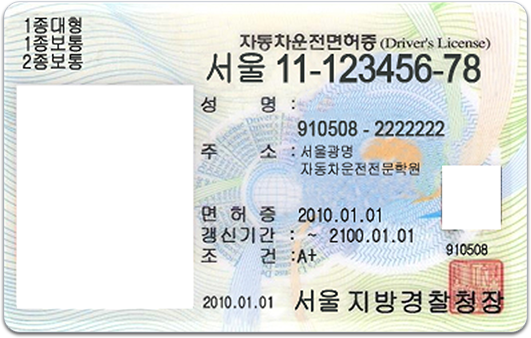 1종대형
1종보통
2종보통
자동차운전면허증 (Driver's License)
서울 11-123456-78
성 명 :
910508 - 2222222
주 소 : 서울광명
자동차운전전문학원
면 허 증 2010.01.01
갱신기간 : ~ 2100.01.01
조 건 : A+
910508
2010.01.01 서울 지방경찰청장